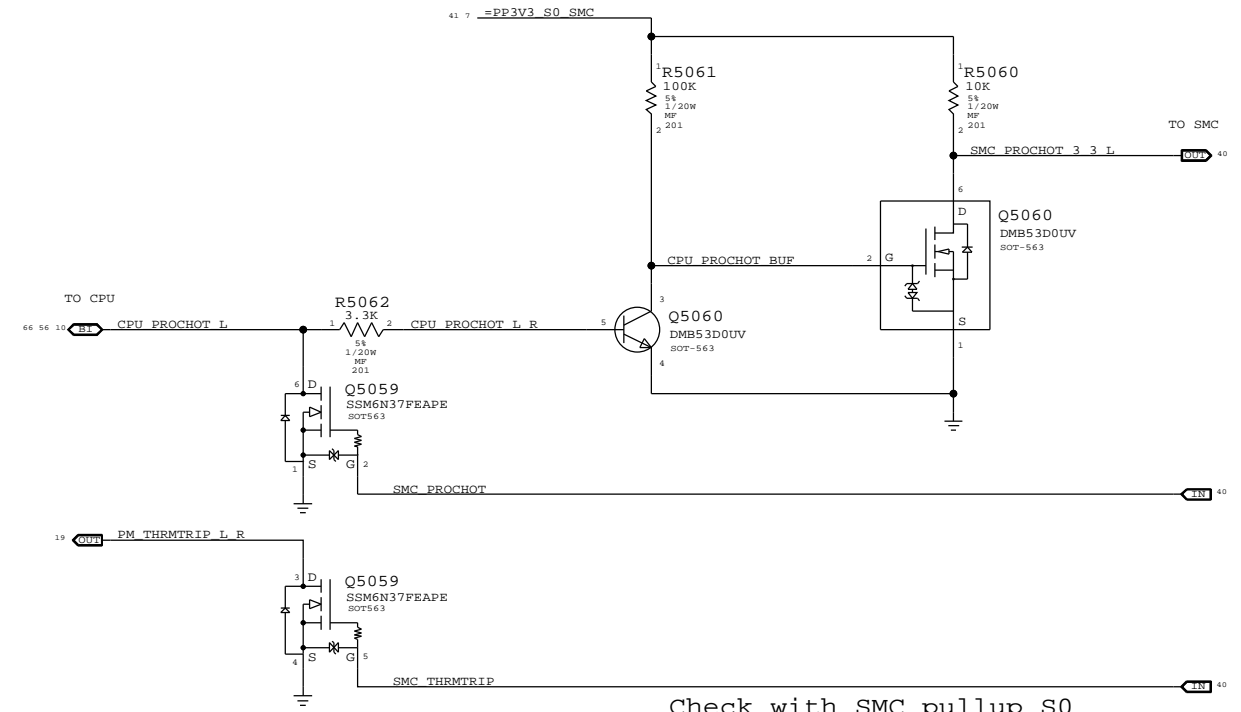 41 7 =PP3V3_S0_SMC
1 R5061
100K
5%
1/20W
MF
2 201
1 R5060
10K
5%
1/20W
MF
2 201
TO SMC
SMC_PROCHOT_3_3_L OUT 40
6
D
Q5060
DMB53D0UV
SOT-563
CPU_PROCHOT_BUF 2 G
S
1
TO CPU
66 56 10 BI CPU_PROCHOT_L
R5062
3.3K
1 2
5%
1/20W
MF
201
CPU_PROCHOT_L_R 5
3
Q5060
DMB53D0UV
SOT-563
4
6 D Q5059
SSM6N37FEAPE
SOT563
1 S G 2
SMC_PROCHOT IN 40
19 OUT PM_THRMTRIP_L_R
3 D Q5059
SSM6N37FEAPE
SOT563
4 S G 5
SMC_THRMTRIP IN 40
Check with SMC pullup S0